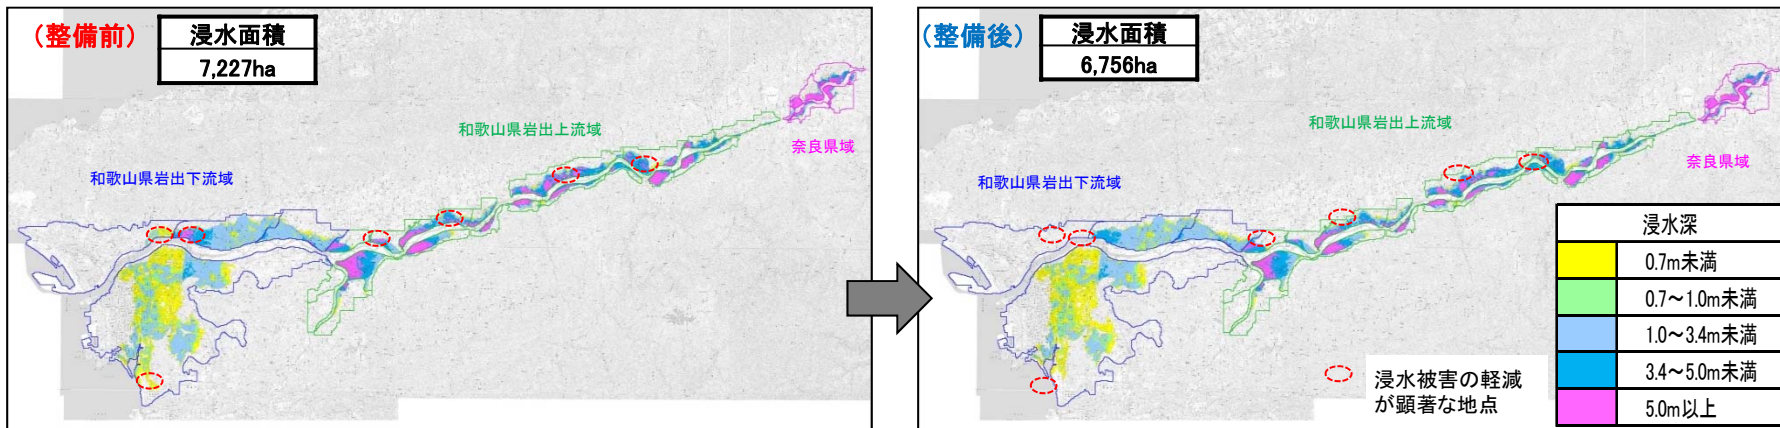 (整備前)
浸水面積
7,227ha
和歌山県岩出上流域
奈良県域
和歌山県岩出下流域
(整備後)
浸水面積
6,756ha
和歌山県岩出上流域
奈良県域
和歌山県岩出下流域
浸水被害の軽減
が顕著な地点
浸水深
0.7m未満
0.7～1.0m未満
1.0～3.4m未満
3.4～5.0m未満
5.0m以上